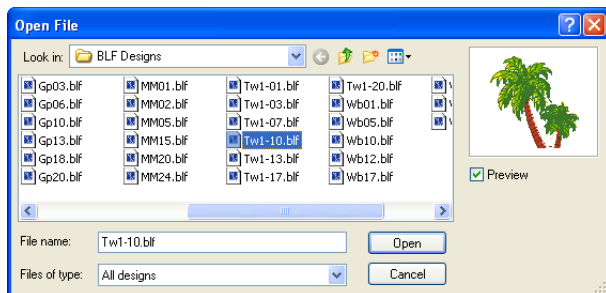 Open File
Look in: BLF Designs
Gp03.blf MM01.blf Tw1-01.blf Tw1-20.blf
Gp06.blf MM02.blf Tw1-03.blf Wb01.blf
Gp10.blf MM05.blf Tw1-07.blf Wb05.blf
Gp13.blf MM15.blf Tw1-10.blf Wb10.blf
Gp18.blf MM20.blf Tw1-13.blf Wb12.blf
Gp20.blf MM24.blf Tw1-17.blf Wb17.blf
Preview
File name: Tw1-10.blf Open
Files of type: All designs Cancel